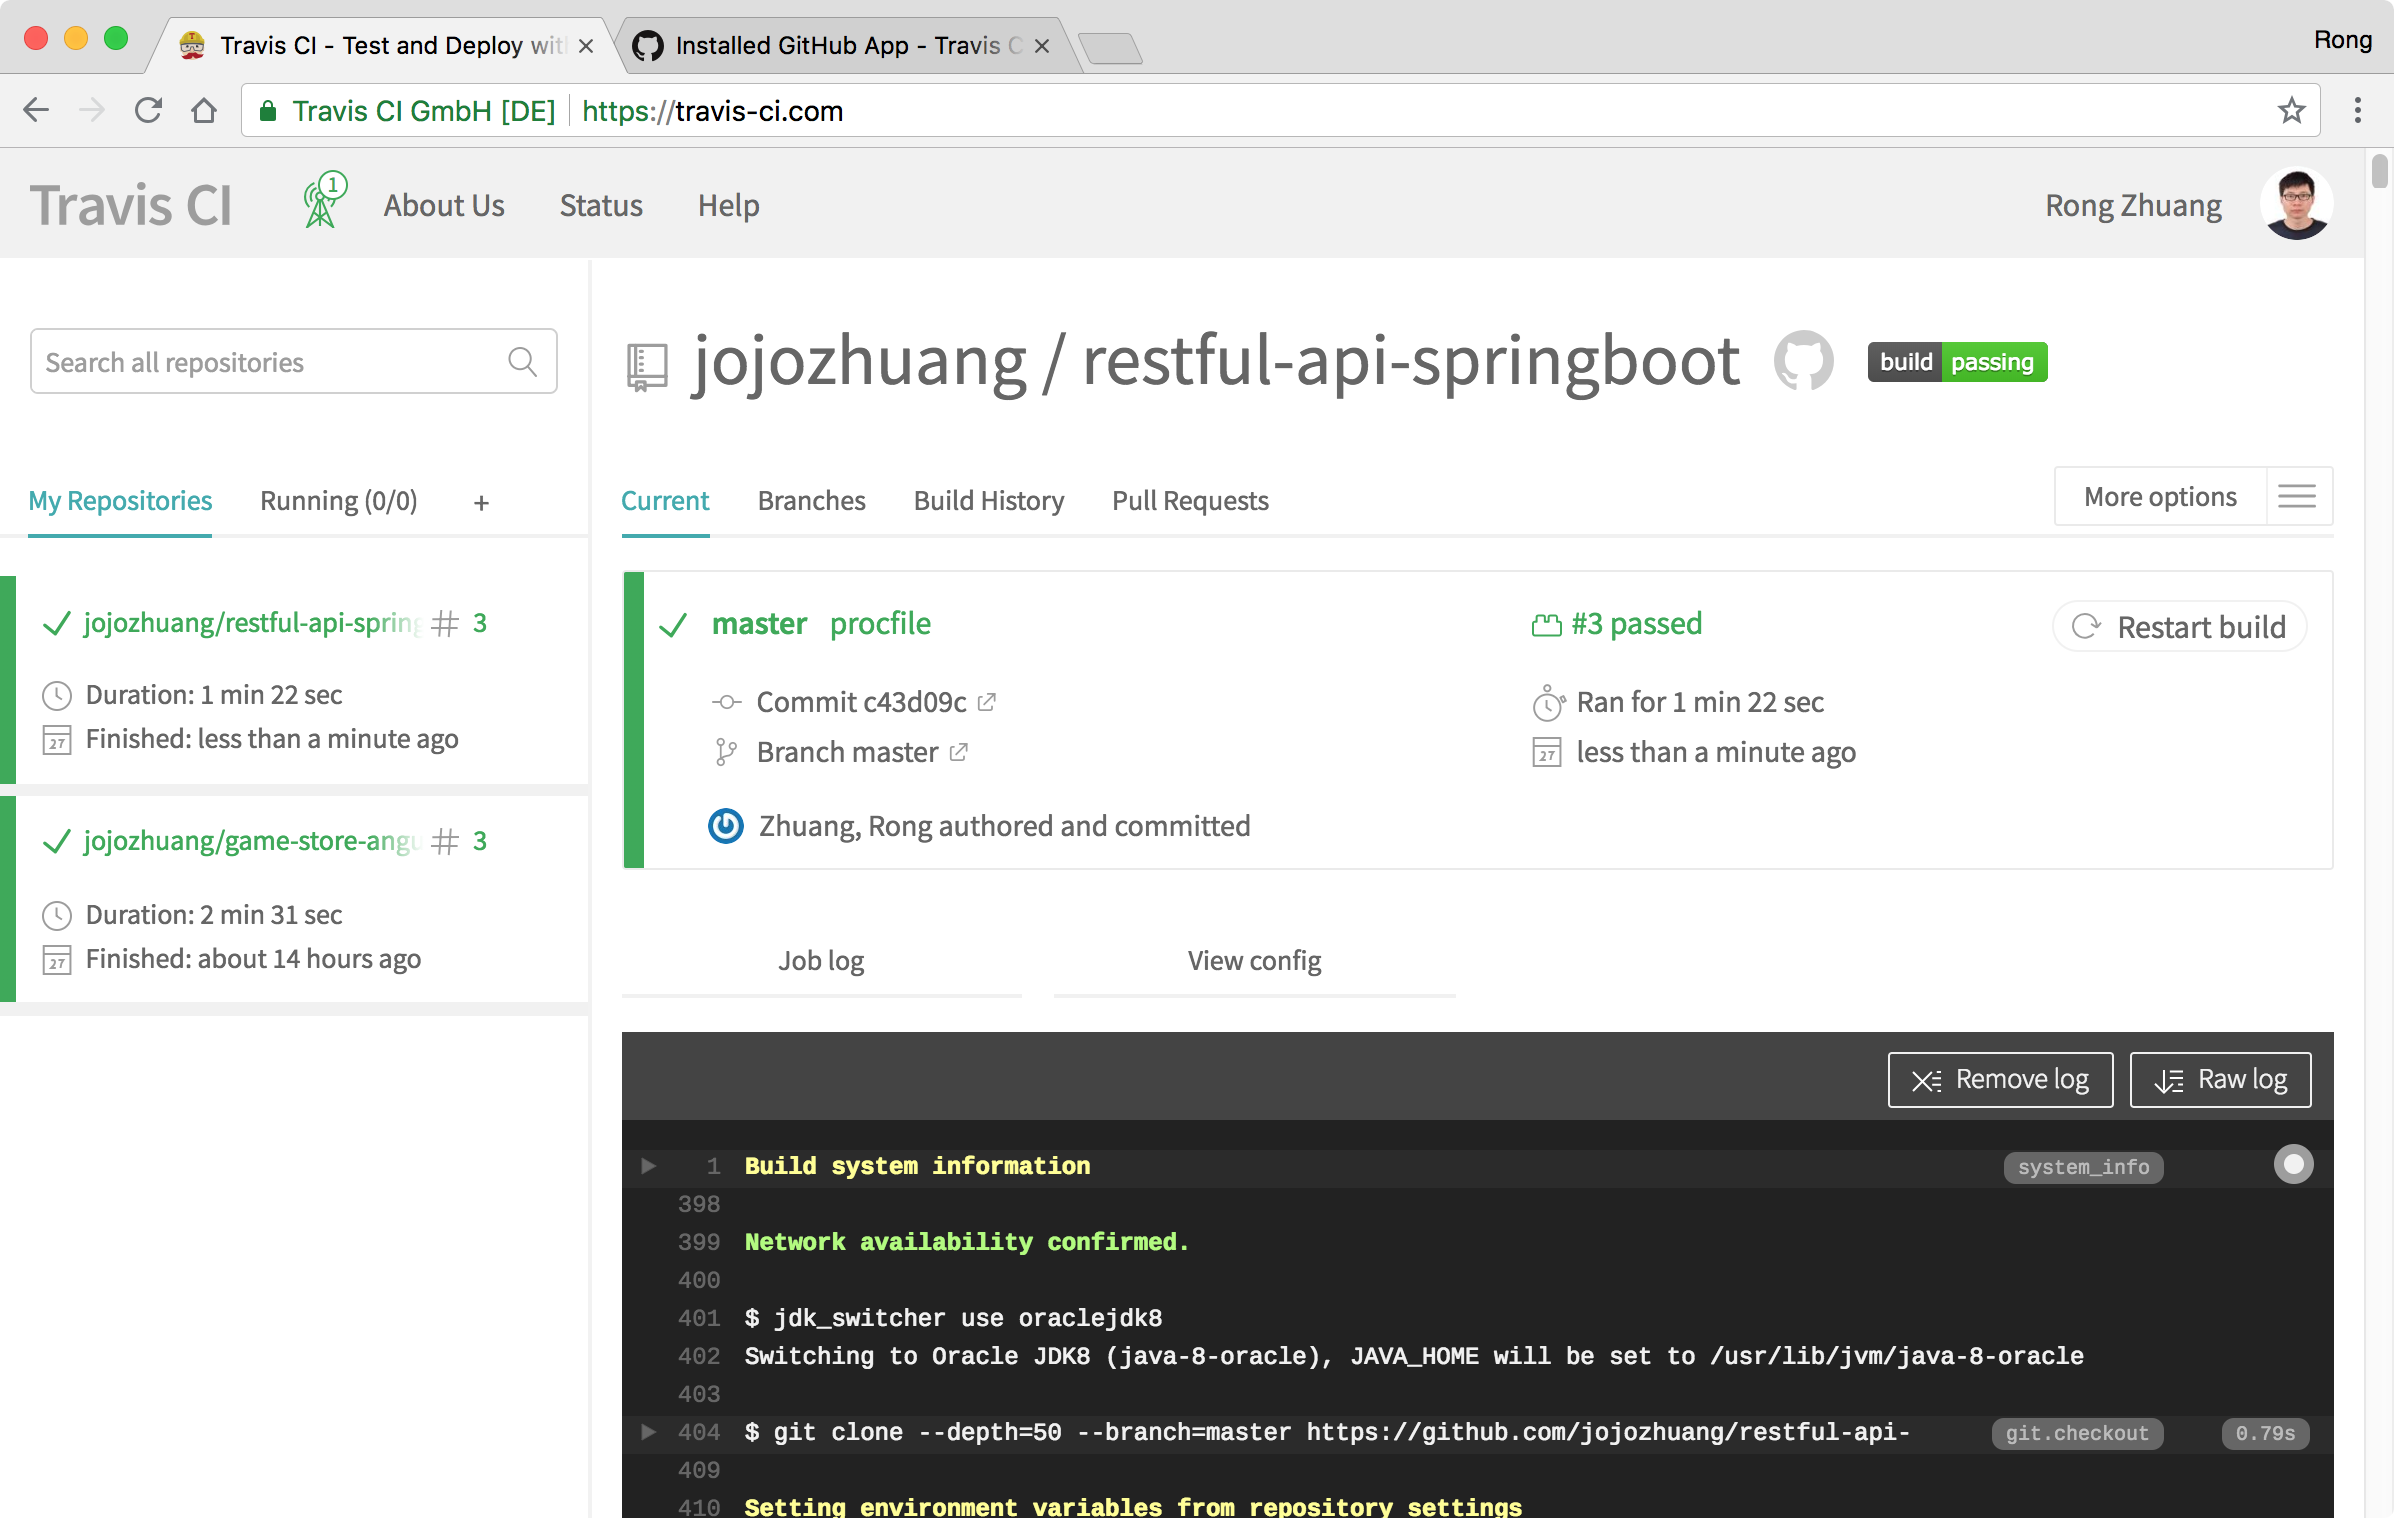 Travis CI - Test and Deploy with
Installed GitHub App - Travis C
Rong
Travis CI GmbH [DE] https://travis-ci.com
Travis CI
1
About Us
Status
Help
Rong Zhuang
Search all repositories
jojozhuang / restful-api-springboot
build passing
My Repositories
Running (0/0)
+
Current
Branches
Build History
Pull Requests
More options
jojozhuang/restful-api-spring # 3
Duration: 1 min 22 sec
27 Finished: less than a minute ago
jojozhuang/game-store-angu # 3
Duration: 2 min 31 sec
27 Finished: about 14 hours ago
master procfile
#3 passed
Restart build
Commit c43d09c
Ran for 1 min 22 sec
Branch master
27 less than a minute ago
Zhuang, Rong authored and committed
Job log
View config
Remove log
Raw log
1 Build system information system_info
398
399 Network availability confirmed.
400
401 $ jdk_switcher use oraclejdk8
402 Switching to Oracle JDK8 (java-8-oracle), JAVA_HOME will be set to /usr/lib/jvm/java-8-oracle
403
404 $ git clone --depth=50 --branch=master https://github.com/jojozhuang/restful-api- git.checkout 0.79s
409
410 Setting environment variables from repository settings